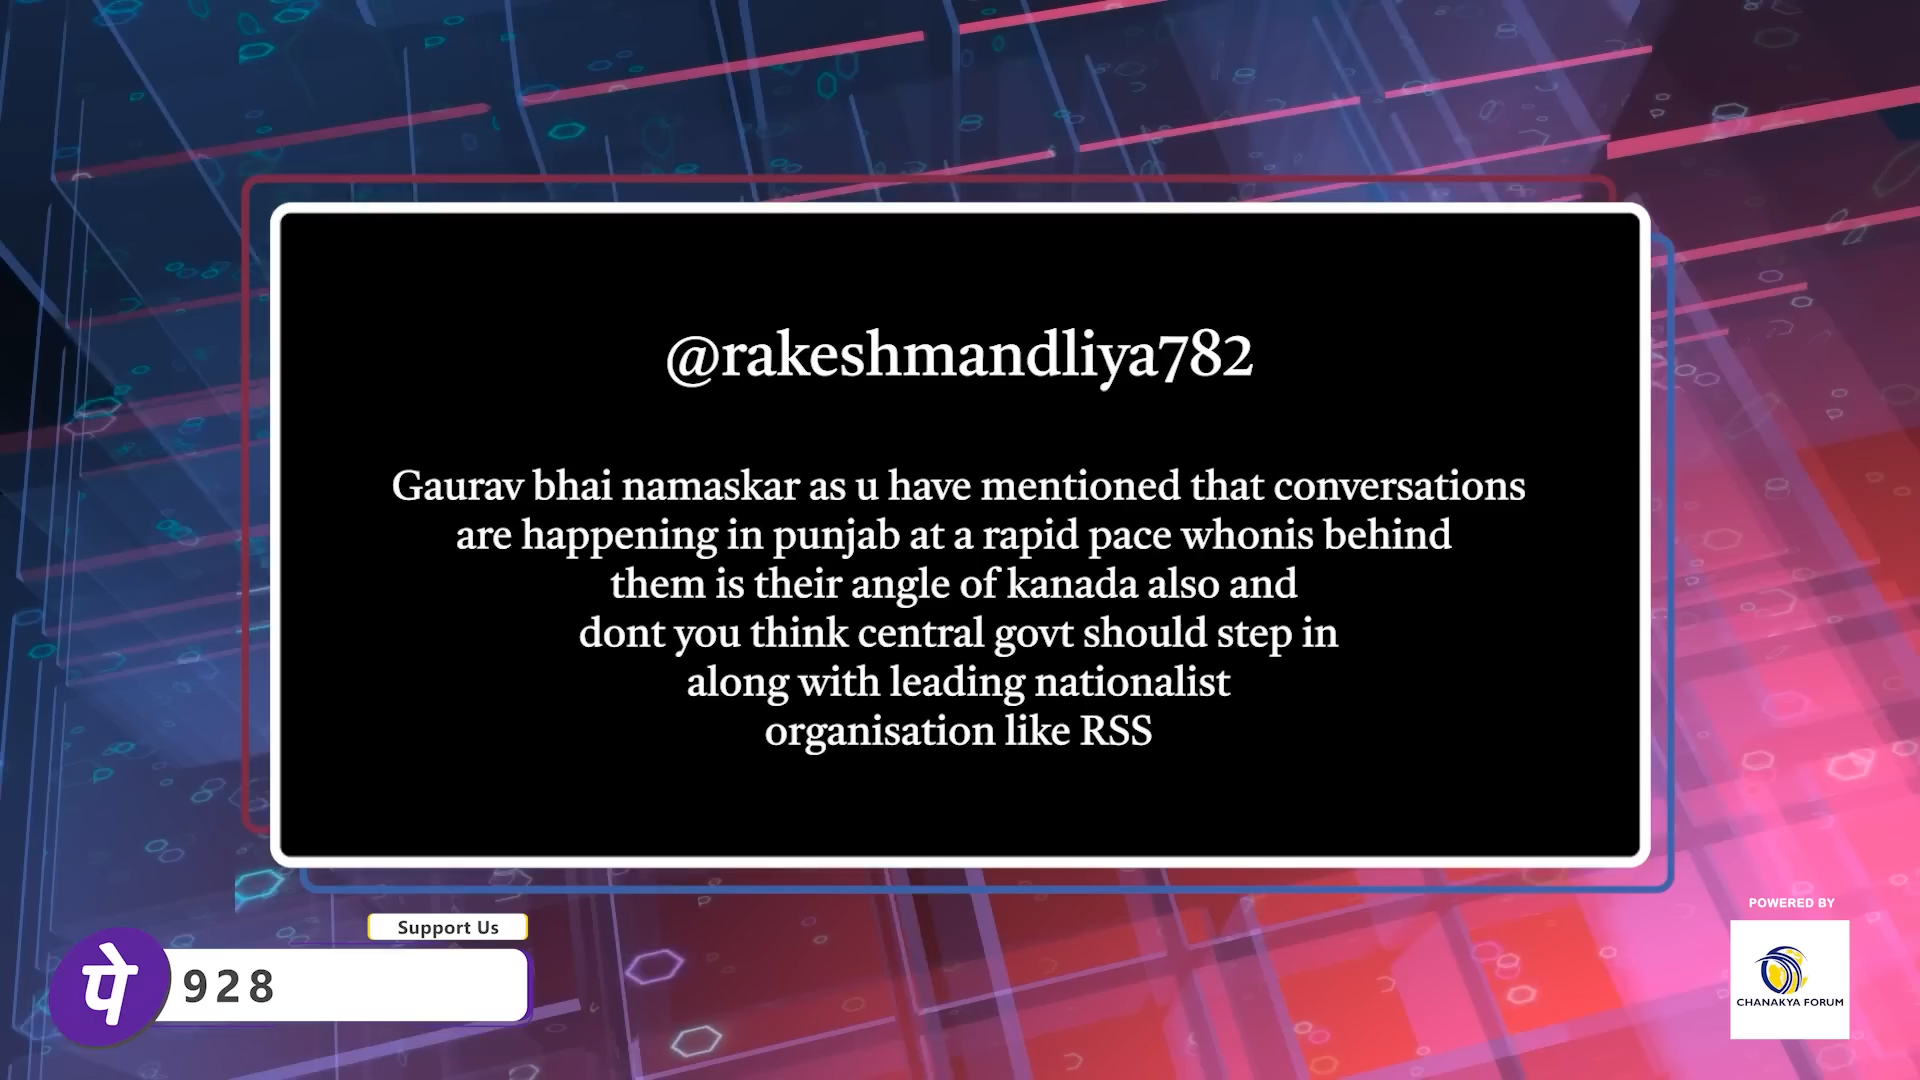 @rakeshmandliya782
Gaurav bhai namaskar as u have mentioned that conversations
are happening in punjab at a rapid pace whonis behind
them is their angle of kanada also and
dont you think central govt should step in
along with leading nationalist
organisation like RSS
Support Us
पे
928
POWERED BY
CHANAKYA FORUM